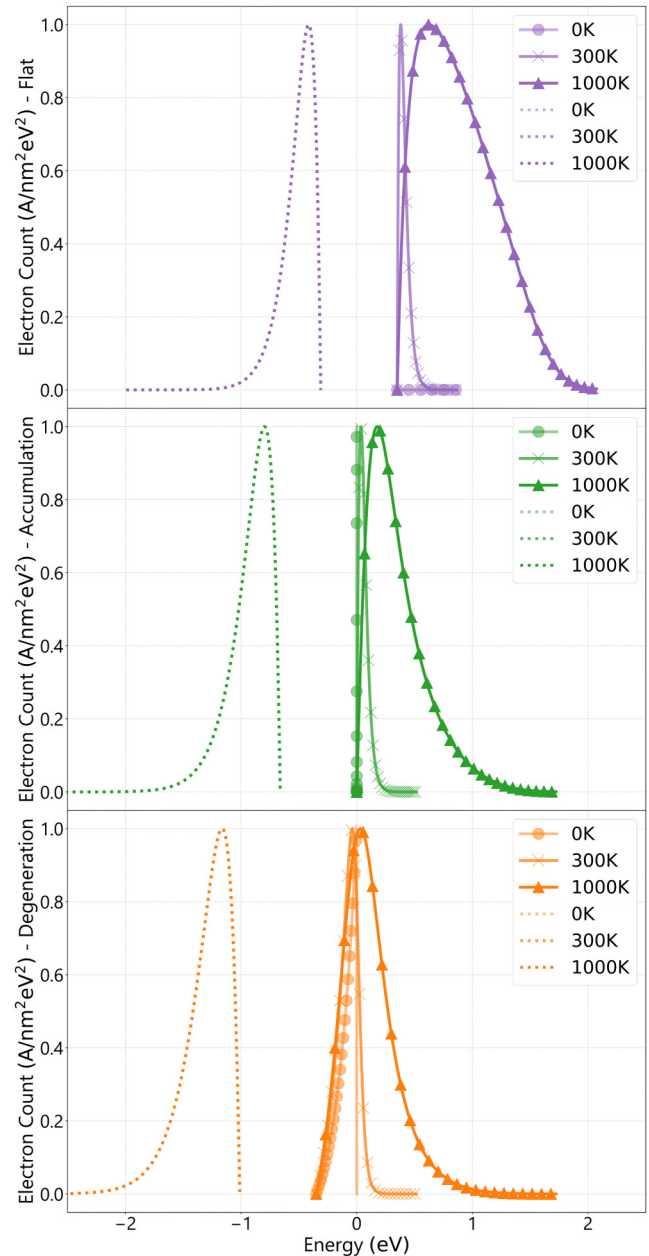 Electron Count (A/nm²eV²) - Flat
1.0
0.8
0.6
0.4
0.2
0.0
0K
300K
1000K
0K
300K
1000K
Electron Count (A/nm²eV²) - Accumulation
1.0
0.8
0.6
0.4
0.2
0.0
0K
300K
1000K
0K
300K
1000K
Electron Count (A/nm²eV²) - Degeneration
1.0
0.8
0.6
0.4
0.2
0.0
0K
300K
1000K
0K
300K
1000K
−2
−1
0
1
2
Energy (eV)